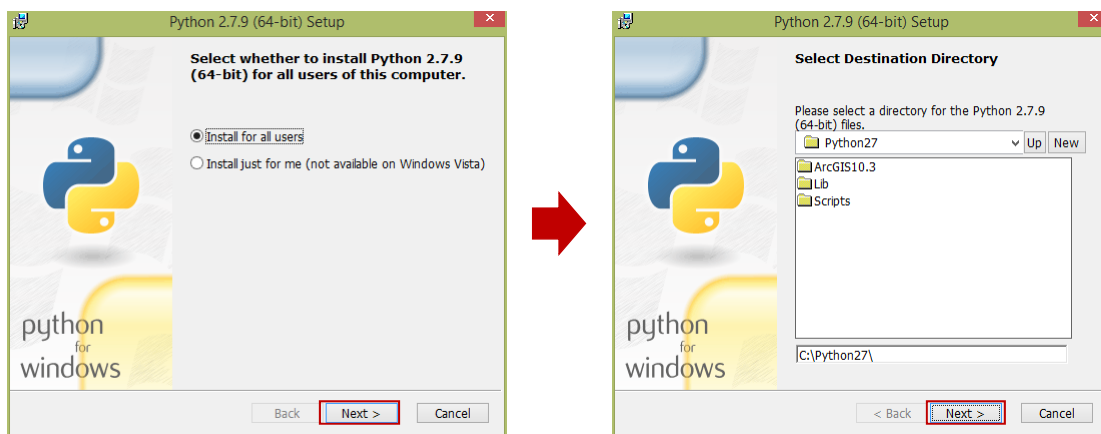 Python 2.7.9 (64-bit) Setup
Select whether to install Python 2.7.9
(64-bit) for all users of this computer.
Install for all users
Install just for me (not available on Windows Vista)
python
for
windows
Back
Next >
Cancel
Python 2.7.9 (64-bit) Setup
Select Destination Directory
Please select a directory for the Python 2.7.9
(64-bit) files.
Python27
Up
New
ArcGIS10.3
Lib
Scripts
C:\Python27\
python
for
windows
< Back
Next >
Cancel